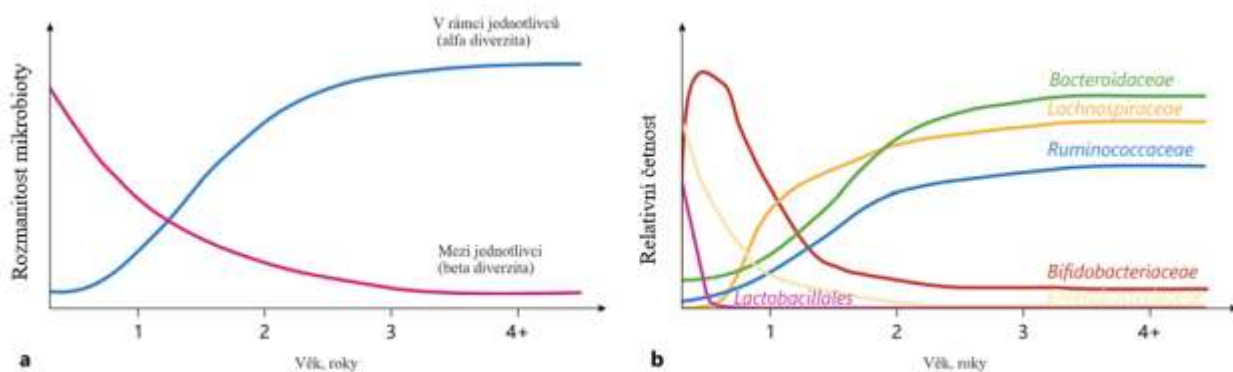 V rámci jednotlivců
(alfa diverzita)
Rozmanitost mikrobioty
Mezi jednotlivci
(beta diverzita)
1
2
3
4+
a
Věk, roky
Bacteroidaceae
Lachnospiraceae
Ruminococcaceae
Relativní četnost
Bifidobacteriaceae
Lactobacillales
1
2
3
4+
b
Věk, roky